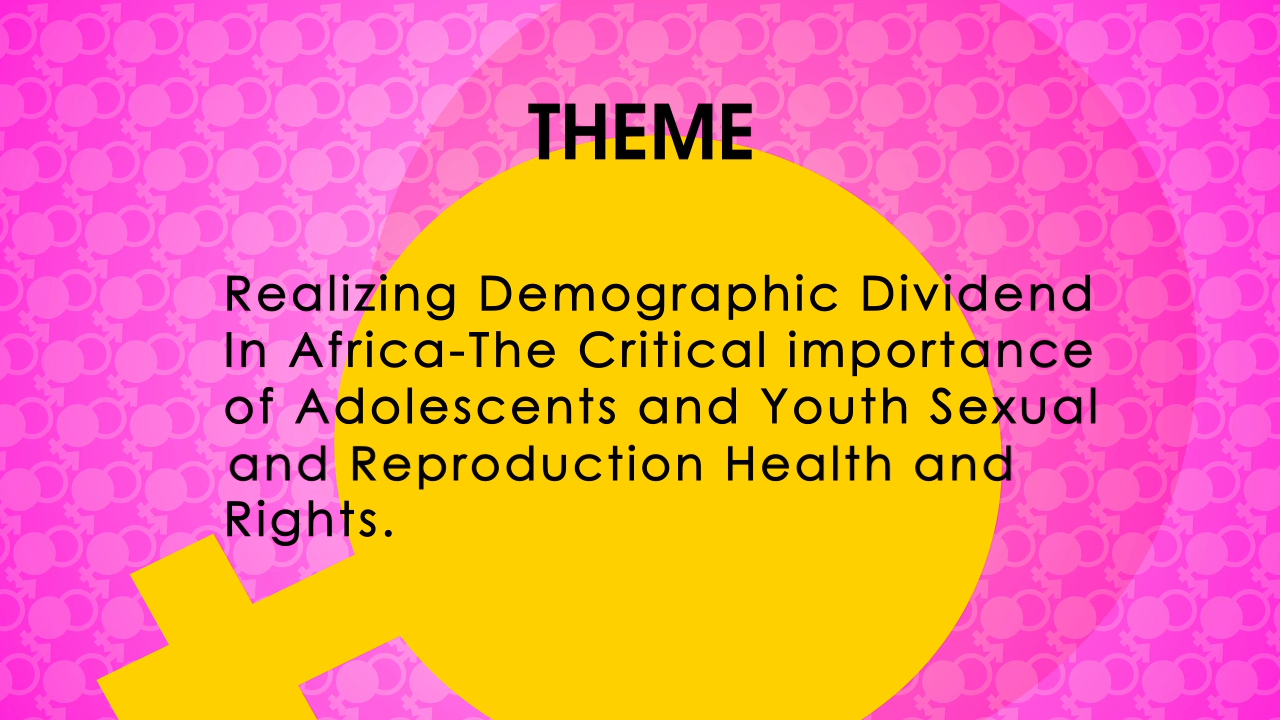 THEME
Realizing Demographic Dividend
In Africa-The Critical importance
of Adolescents and Youth Sexual
and Reproduction Health and
Rights.